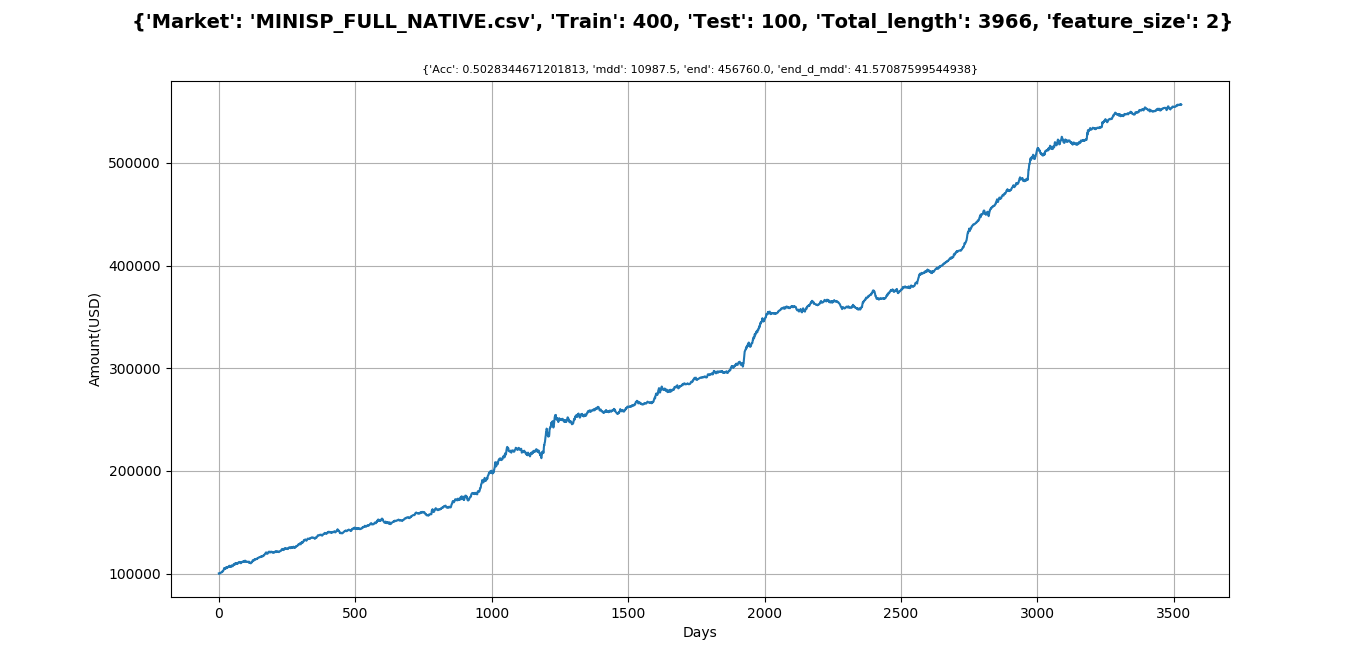 {'Market': 'MINISP_FULL_NATIVE.csv', 'Train': 400, 'Test': 100, 'Total_length': 3966, 'feature_size': 2}
{'Acc': 0.5028344671201813, 'mdd': 10987.5, 'end': 456760.0, 'end_d_mdd': 41.57087599544938}
500000
400000
300000
200000
100000
Amount(USD)
0 500 1000 1500 2000 2500 3000 3500
Days